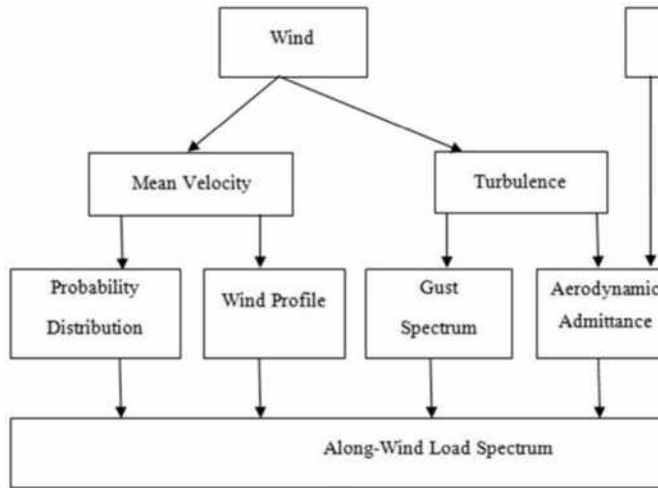 Wind
Mean Velocity
Turbulence
Probability
Distribution
Wind Profile
Gust
Spectrum
Aerodynamic
Admittance
Along-Wind Load Spectrum